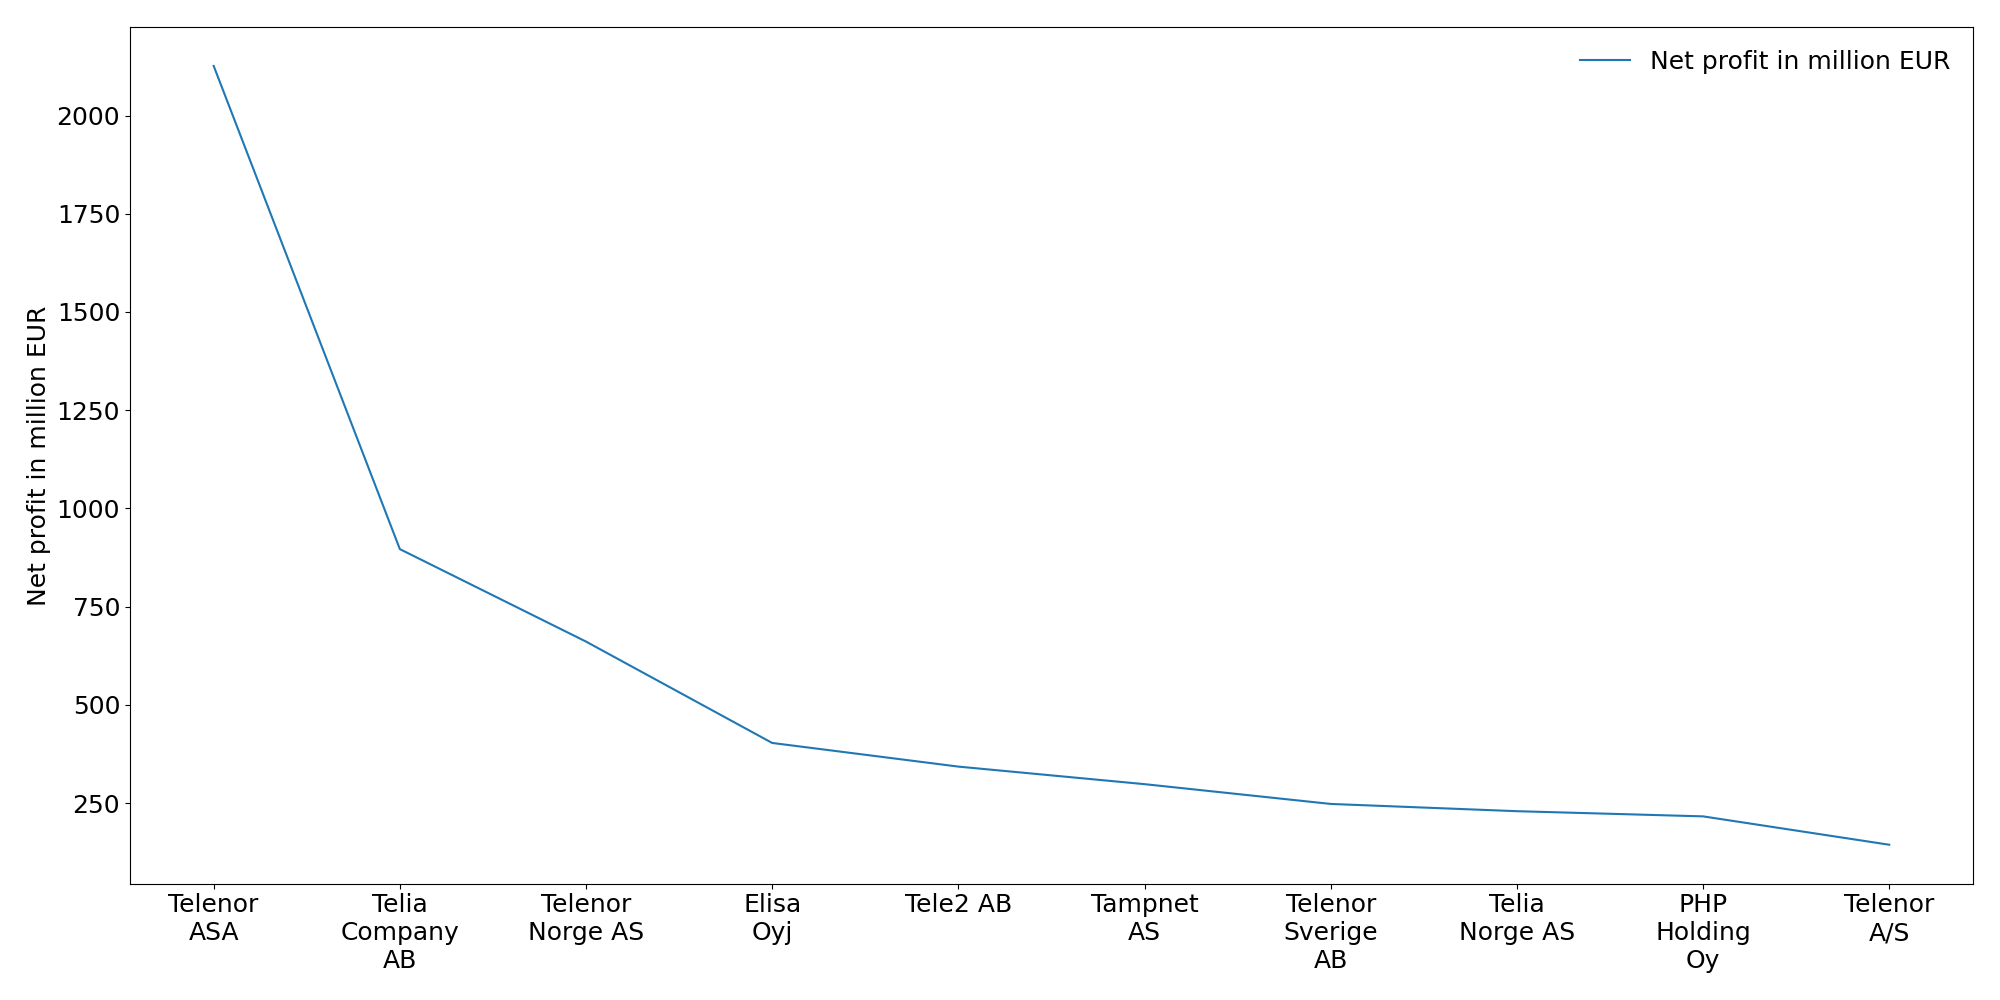 Net profit in million EUR
Net profit in million EUR
2000
1750
1500
1250
1000
750
500
250
Telenor
ASA
Telia
Company
AB
Telenor
Norge AS
Elisa
Oyj
Tele2 AB
Tampnet
AS
Telenor
Sverige
AB
Telia
Norge AS
PHP
Holding
Oy
Telenor
A/S